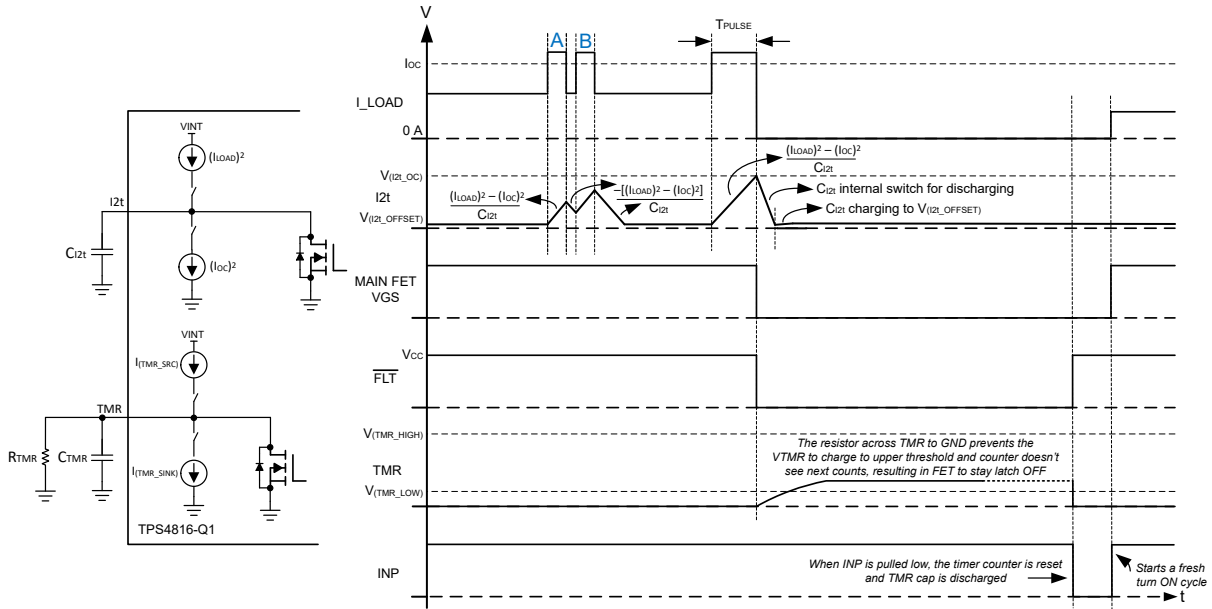 V
A
B
TPULSE
IOC
I_LOAD
0 A
VINT
(ILOAD)²
I2t
CI2t
(IOC)²
VINT
I(TMR_SRC)
TMR
RTMR
CTMR
I(TMR_SINK)
TPS4816-Q1
V(I2t_OC)
I2t
V(I2t_OFFSET)
(ILOAD)² – (IOC)²
CI2t
-[(ILOAD)² – (IOC)²]
CI2t
(ILOAD)² – (IOC)²
CI2t
CI2t internal switch for discharging
CI2t charging to V(I2t_OFFSET)
MAIN FET
VGS
VCC
FLT
V(TMR_HIGH)
TMR
V(TMR_LOW)
The resistor across TMR to GND prevents the
VTMR to charge to upper threshold and counter doesn't
see next counts, resulting in FET to stay latch OFF
INP
When INP is pulled low, the timer counter is reset
and TMR cap is discharged
Starts a fresh
turn ON cycle
t